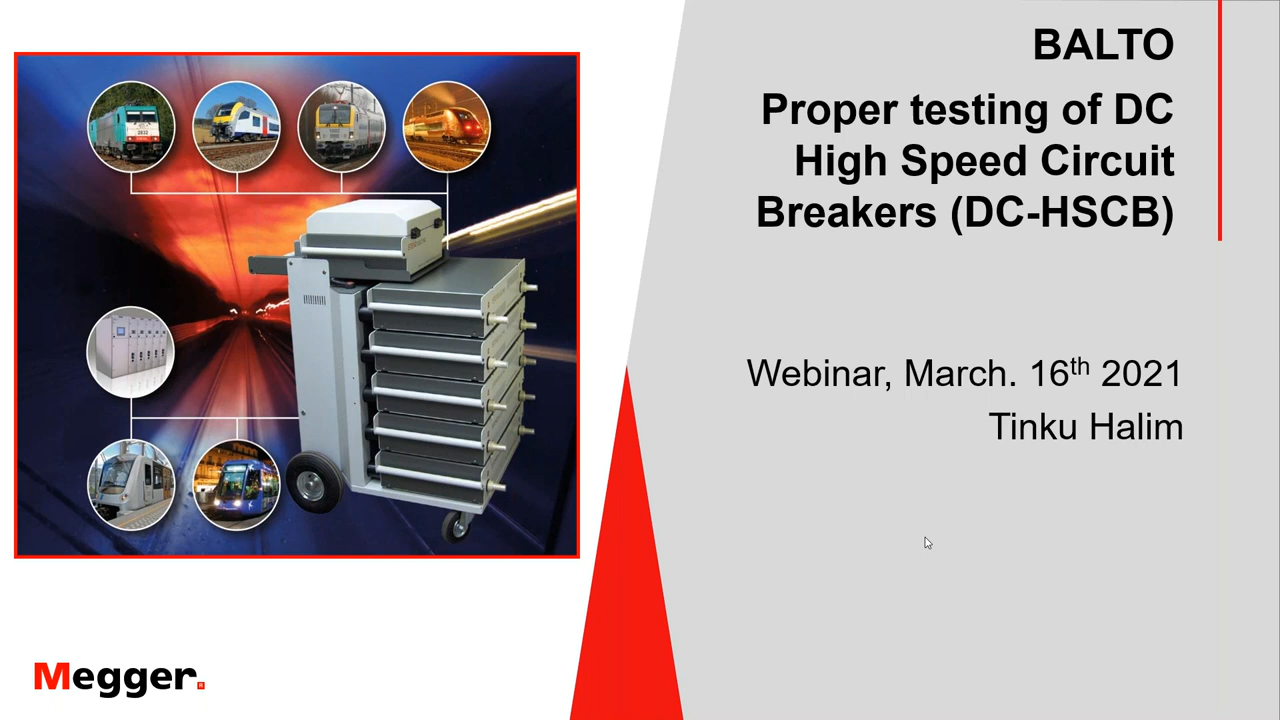 BALTO
Proper testing of DC
High Speed Circuit
Breakers (DC-HSCB)
Webinar, March. 16th 2021
Tinku Halim
Megger.